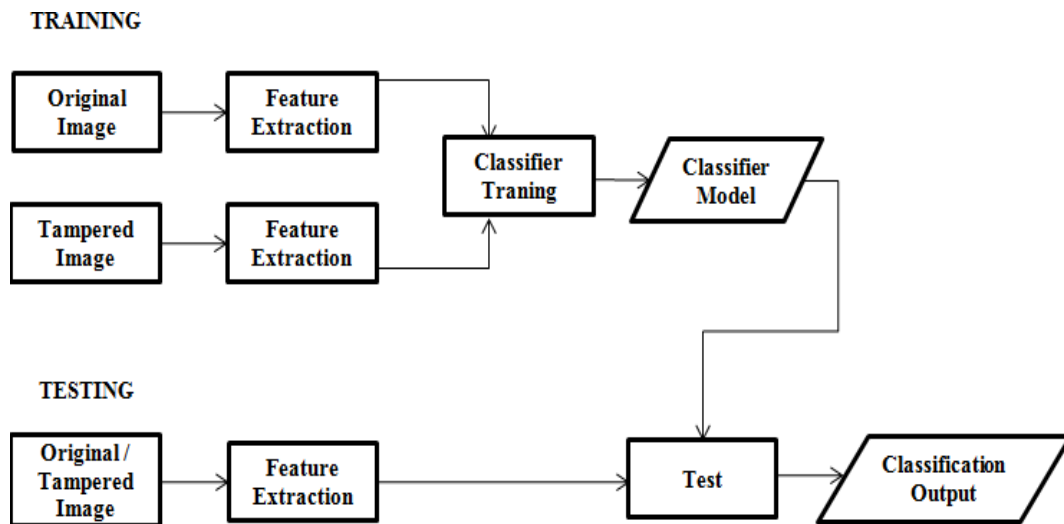 TRAINING
Original
Image
Feature
Extraction
Classifier
Traning
Classifier
Model
Tampered
Image
Feature
Extraction
TESTING
Original /
Tampered
Image
Feature
Extraction
Test
Classification
Output